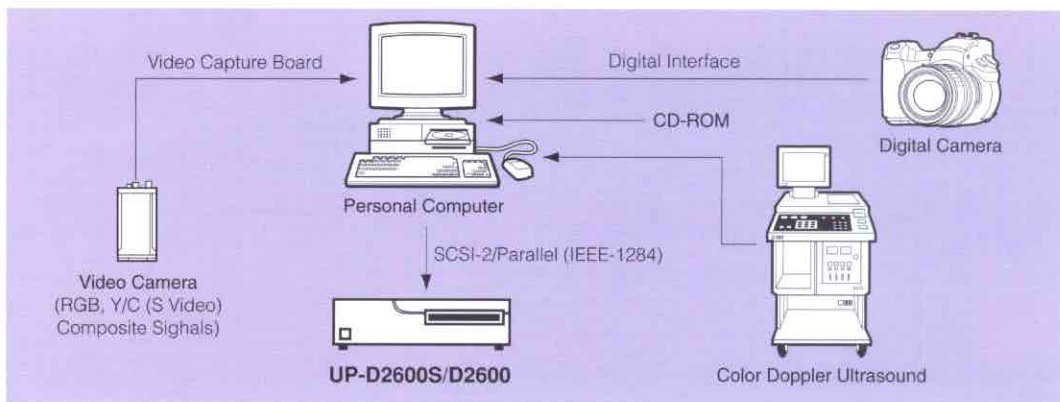 Video Capture Board
Digital Interface
CD-ROM
Digital Camera
Personal Computer
SCSI-2/Parallel (IEEE-1284)
Video Camera
(RGB, Y/C (S Video)
Composite Sighals)
UP-D2600S/D2600
Color Doppler Ultrasound